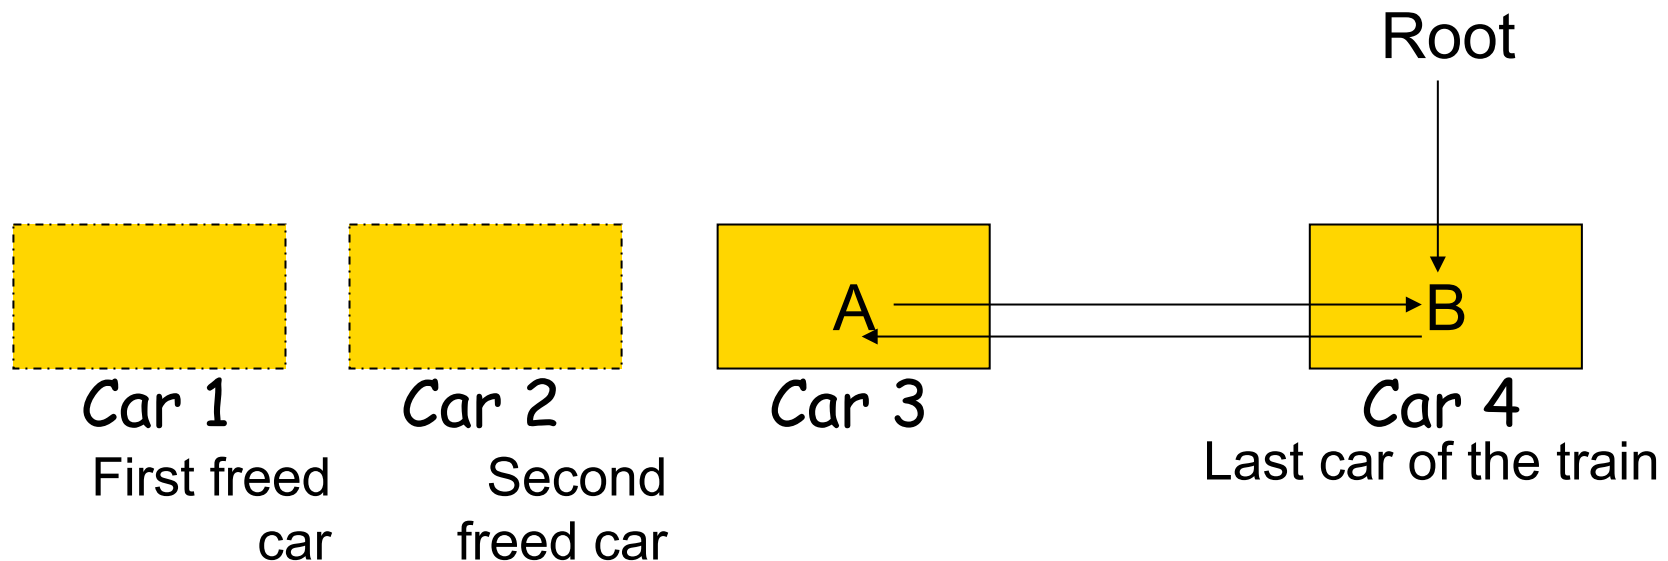 Root
A
B
Car 1
Car 2
Car 3
Car 4
First freed
car
Second
freed car
Last car of the train